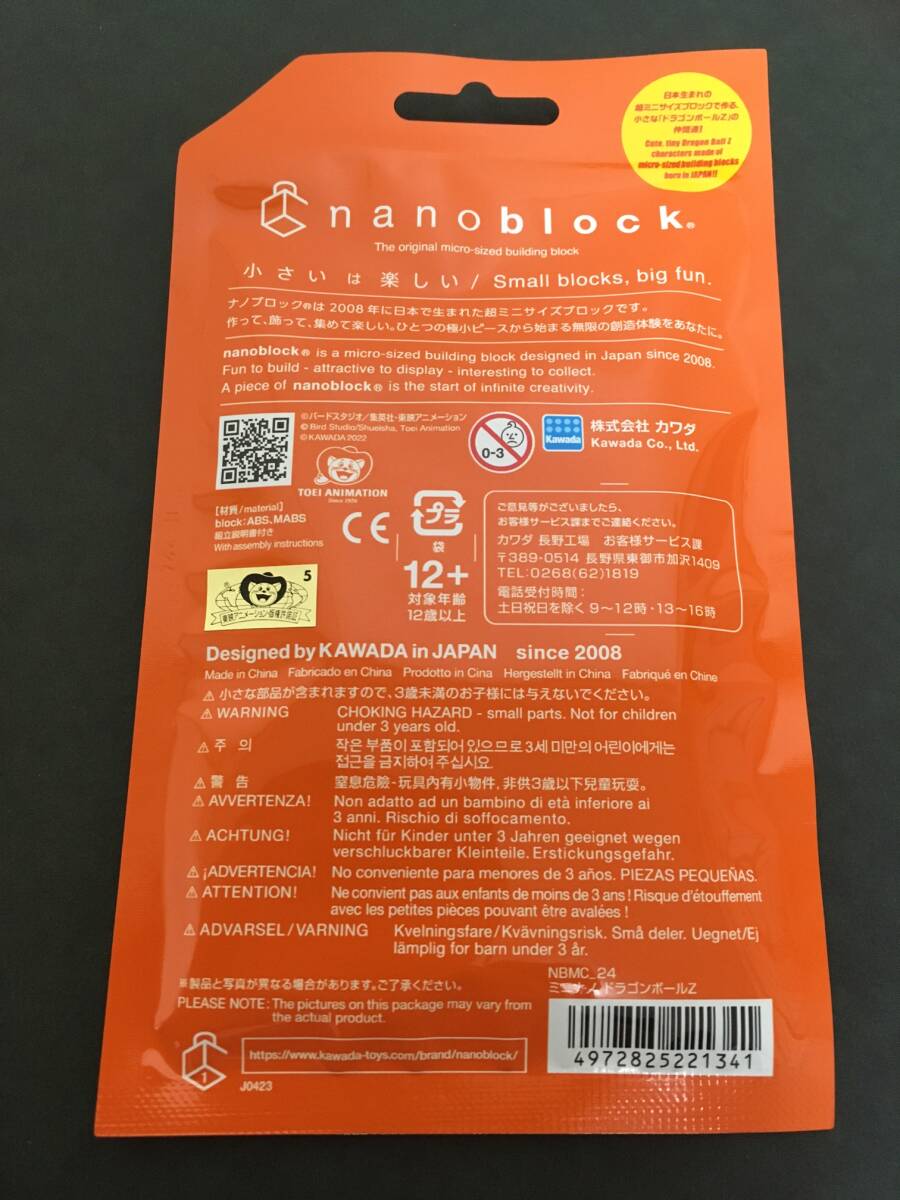 日本生まれの
超ミニサイズブロックで作る、
小さな「ドラゴンボールZ」の
仲間達!
Cute, tiny Dragon Ball Z
characters made of
micro-sized building blocks
born in JAPAN!!
nanoblock®
The original micro-sized building block
小さいは楽しい / Small blocks, big fun.
ナノブロック®は2008年に日本で生まれた超ミニサイズブロックです。
作って、飾って、集めて楽しい。ひとつの極小ピースから始まる無限の創造体験をあなたに。
nanoblock® is a micro-sized building block designed in Japan since 2008.
Fun to build - attractive to display - interesting to collect.
A piece of nanoblock® is the start of infinite creativity.
©バードスタジオ/集英社・東映アニメーション
© Bird Studio/Shueisha, Toei Animation
© KAWADA 2022
TOEI ANIMATION
Since 1956
0-3
Kawada
株式会社 カワダ
Kawada Co., Ltd.
[材質/material]
block:ABS、MABS
組立説明書付き
With assembly instructions
CE
プラ
袋
12+
対象年齢
12歳以上
ご意見等がございましたら、
お客様サービス課までご連絡ください。
カワダ 長野工場 お客様サービス課
〒389-0514 長野県東御市加沢1409
TEL:0268(62)1819
電話受付時間:
土日祝日を除く 9〜12時・13〜16時
5
東映アニメーション・版権許諾証
Designed by KAWADA in JAPAN since 2008
Made in China Fabricado en China Prodotto in Cina Hergestellt in China Fabriqué en Chine
⚠小さな部品が含まれますので、3歳未満のお子様には与えないでください。
⚠WARNING CHOKING HAZARD - small parts. Not for children
under 3 years old.
⚠주 의 작은 부품이 포함되어 있으므로 3세 미만의 어린이에게는
접근을 금지하여 주십시요.
⚠警 告 窒息危險-玩具內有小物件, 非供3歲以下兒童玩耍。
⚠AVVERTENZA! Non adatto ad un bambino di età inferiore ai
3 anni. Rischio di soffocamento.
⚠ACHTUNG! Nicht für Kinder unter 3 Jahren geeignet wegen
verschluckbarer Kleinteile. Erstickungsgefahr.
⚠¡ADVERTENCIA! No conveniente para menores de 3 años. PIEZAS PEQUEÑAS.
⚠ATTENTION! Ne convient pas aux enfants de moins de 3 ans ! Risque d'étouffement
avec les petites pièces pouvant être avalées !
⚠ADVARSEL/VARNING Kvelningsfare/Kvävningsrisk. Små deler. Uegnet/Ej
lämplig for barn under 3 år.
※製品と写真が異なる場合があります。ご了承ください。
PLEASE NOTE: The pictures on this package may vary from
the actual product.
NBMC_24
ドラゴンボールZ
4972825221341
1
https://www.kawada-toys.com/brand/nanoblock/
J0423